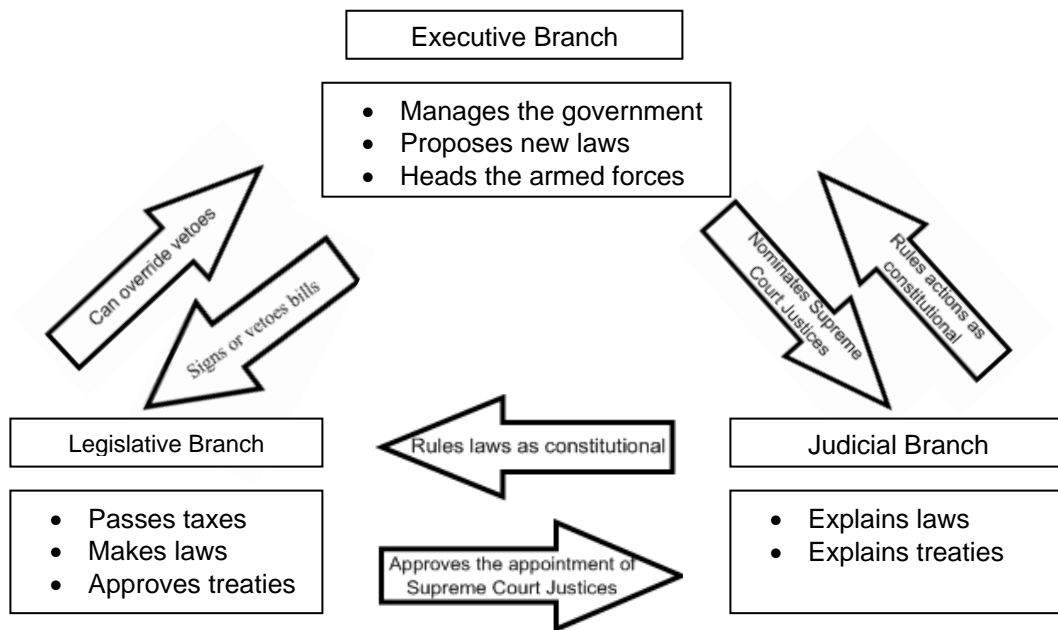 Executive Branch
• Manages the government
• Proposes new laws
• Heads the armed forces
Can override vetoes
Signs or vetoes bills
Nominates Supreme
Court Justices
Rules actions as
constitutional
Legislative Branch
Rules laws as constitutional
Judicial Branch
• Passes taxes
• Makes laws
• Approves treaties
Approves the appointment of
Supreme Court Justices
• Explains laws
• Explains treaties